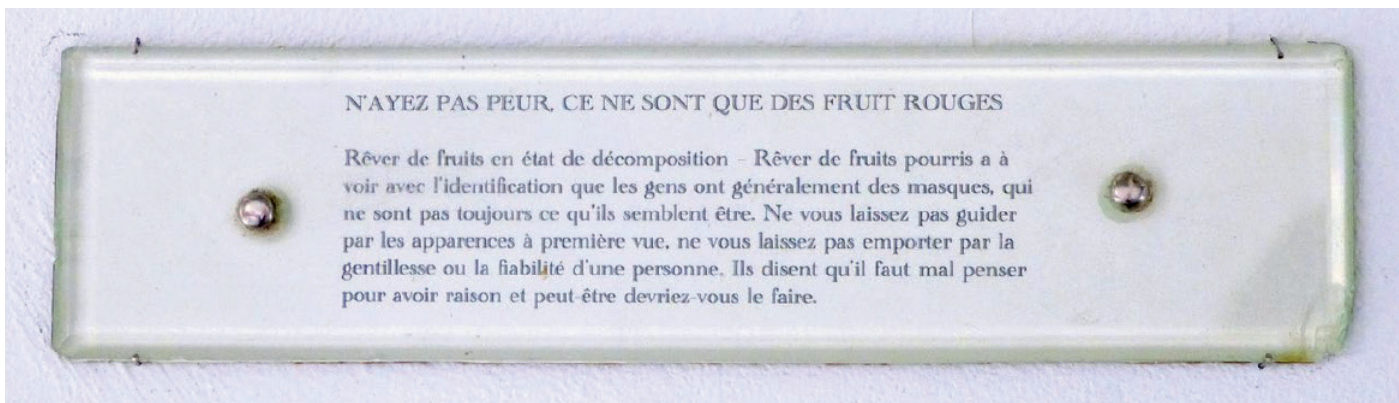 N'AYEZ PAS PEUR, CE NE SONT QUE DES FRUIT ROUGES
Rêver de fruits en état de décomposition - Rêver de fruits pourris a à
voir avec l'identification que les gens ont généralement des masques, qui
ne sont pas toujours ce qu'ils semblent être. Ne vous laissez pas guider
par les apparences à première vue, ne vous laissez pas emporter par la
gentillesse ou la fiabilité d'une personne. Ils disent qu'il faut mal penser
pour avoir raison et peut-être devriez-vous le faire.